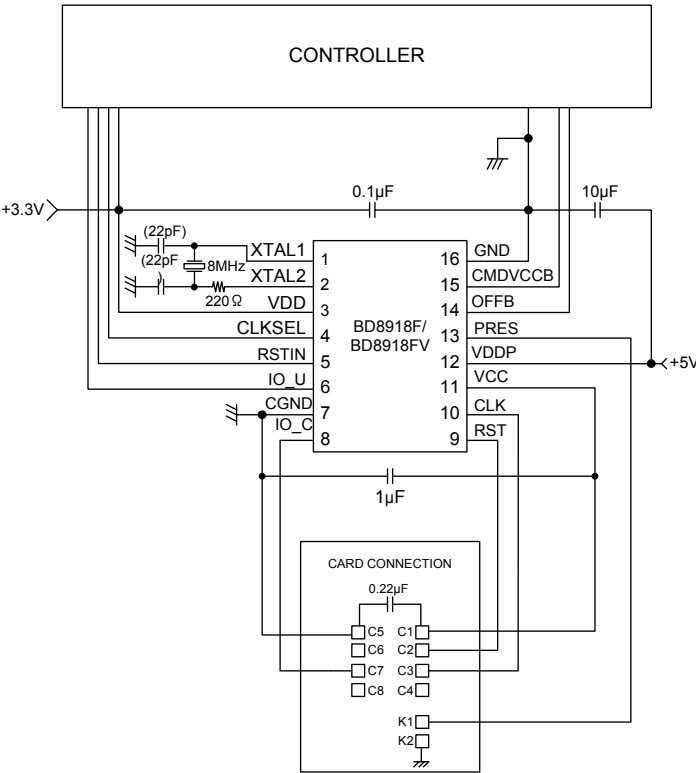 CONTROLLER
+3.3V
0.1µF
10µF
(22pF)
(22pF
)
8MHz
220Ω
XTAL1
XTAL2
VDD
CLKSEL
RSTIN
IO_U
CGND
IO_C
1
2
3
4
5
6
7
8
BD8918F/
BD8918FV
16
15
14
13
12
11
10
9
GND
CMDVCCB
OFFB
PRES
VDDP
VCC
CLK
RST
+5V
1µF
CARD CONNECTION
0.22µF
C5 C1
C6 C2
C7 C3
C8 C4
K1
K2